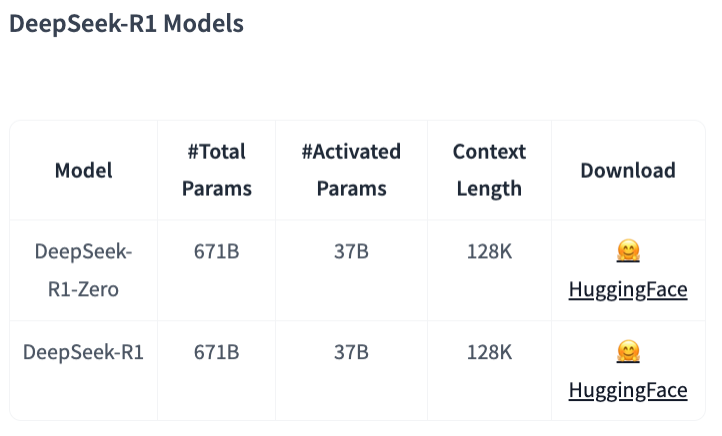 DeepSeek-R1 Models
Model
#Total
Params
#Activated
Params
Context
Length
Download
DeepSeek-
R1-Zero
671B
37B
128K
🤗
HuggingFace
DeepSeek-R1
671B
37B
128K
🤗
HuggingFace